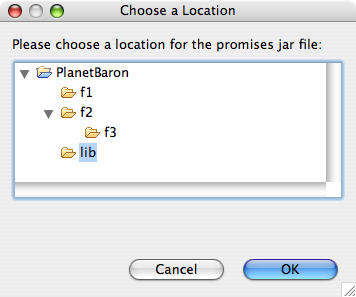 Choose a Location
Please choose a location for the promises jar file:
PlanetBaron
f1
f2
f3
lib
Cancel OK